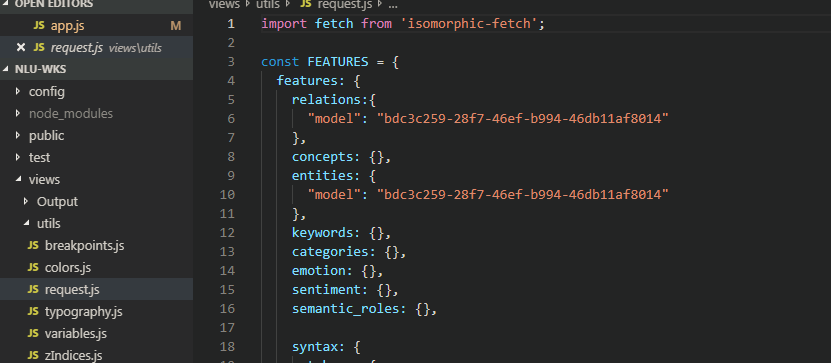 OPEN EDITORS
JS app.js M
× JS request.js views\utils
NLU-WKS
config
node_modules
public
test
views
Output
utils
JS breakpoints.js
JS colors.js
JS request.js
JS typography.js
JS variables.js
JS zIndices.js
views › utils › JS request.js › ...
1 import fetch from 'isomorphic-fetch';
2
3 const FEATURES = {
4 features: {
5 relations:{
6 "model": "bdc3c259-28f7-46ef-b994-46db11af8014"
7 },
8 concepts: {},
9 entities: {
10 "model": "bdc3c259-28f7-46ef-b994-46db11af8014"
11 },
12 keywords: {},
13 categories: {},
14 emotion: {},
15 sentiment: {},
16 semantic_roles: {},
17
18 syntax: {